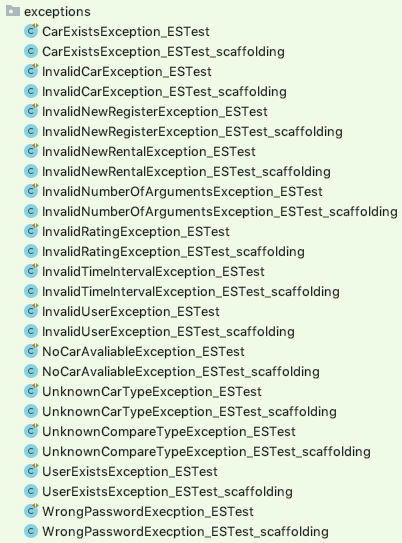 exceptions
CarExistsException_ESTest
CarExistsException_ESTest_scaffolding
InvalidCarException_ESTest
InvalidCarException_ESTest_scaffolding
InvalidNewRegisterException_ESTest
InvalidNewRegisterException_ESTest_scaffolding
InvalidNewRentalException_ESTest
InvalidNewRentalException_ESTest_scaffolding
InvalidNumberOfArgumentsException_ESTest
InvalidNumberOfArgumentsException_ESTest_scaffolding
InvalidRatingException_ESTest
InvalidRatingException_ESTest_scaffolding
InvalidTimeIntervalException_ESTest
InvalidTimeIntervalException_ESTest_scaffolding
InvalidUserException_ESTest
InvalidUserException_ESTest_scaffolding
NoCarAvaliableException_ESTest
NoCarAvaliableException_ESTest_scaffolding
UnknownCarTypeException_ESTest
UnknownCarTypeException_ESTest_scaffolding
UnknownCompareTypeException_ESTest
UnknownCompareTypeException_ESTest_scaffolding
UserExistsException_ESTest
UserExistsException_ESTest_scaffolding
WrongPasswordExecption_ESTest
WrongPasswordExecption_ESTest_scaffolding